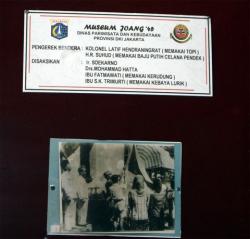 MUSEUM JOANG '45
DINAS PARIWISATA DAN KEBUDAYAAN
PROVINSI DKI JAKARTA
PENGEREK BENDERA : KOLONEL LATIF HENDRANINGRAT ( MEMAKAI TOPI )
H.R. SUHUD ( MEMAKAI BAJU PUTIH CELANA PENDEK )
DISAKSIKAN : Ir. SOEKARNO
Drs. MOHAMMAD HATTA
IBU FATMAWATI ( MEMAKAI KERUDUNG )
IBU S.K. TRIMURTI ( MEMAKAI KEBAYA LURIK )